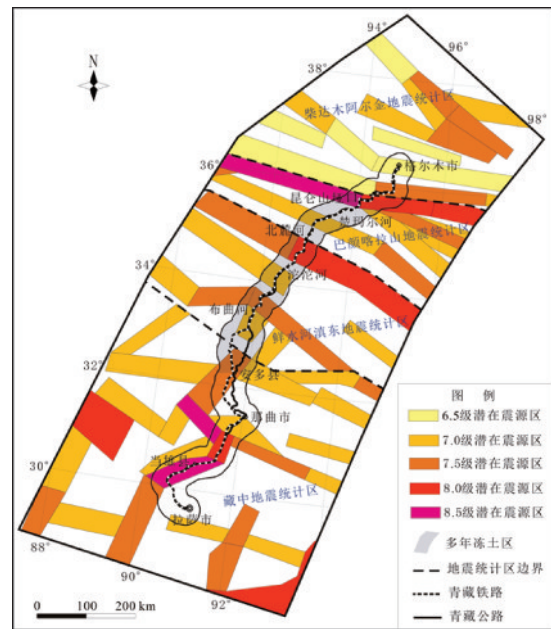 94°
96°
N
38°
98°
柴达木阿尔金地震统计区
36°
格尔木市
昆仑山垭口
楚玛尔河
北麓河
巴颜喀拉山地震统计区
34°
沱沱河
布曲河
鲜水河滇东地震统计区
32°
安多县
那曲市
当雄县
30°
藏中地震统计区
拉萨市
88°
90°
92°
0 100 200 km
图 例
6.5级潜在震源区
7.0级潜在震源区
7.5级潜在震源区
8.0级潜在震源区
8.5级潜在震源区
多年冻土区
地震统计区边界
青藏铁路
青藏公路